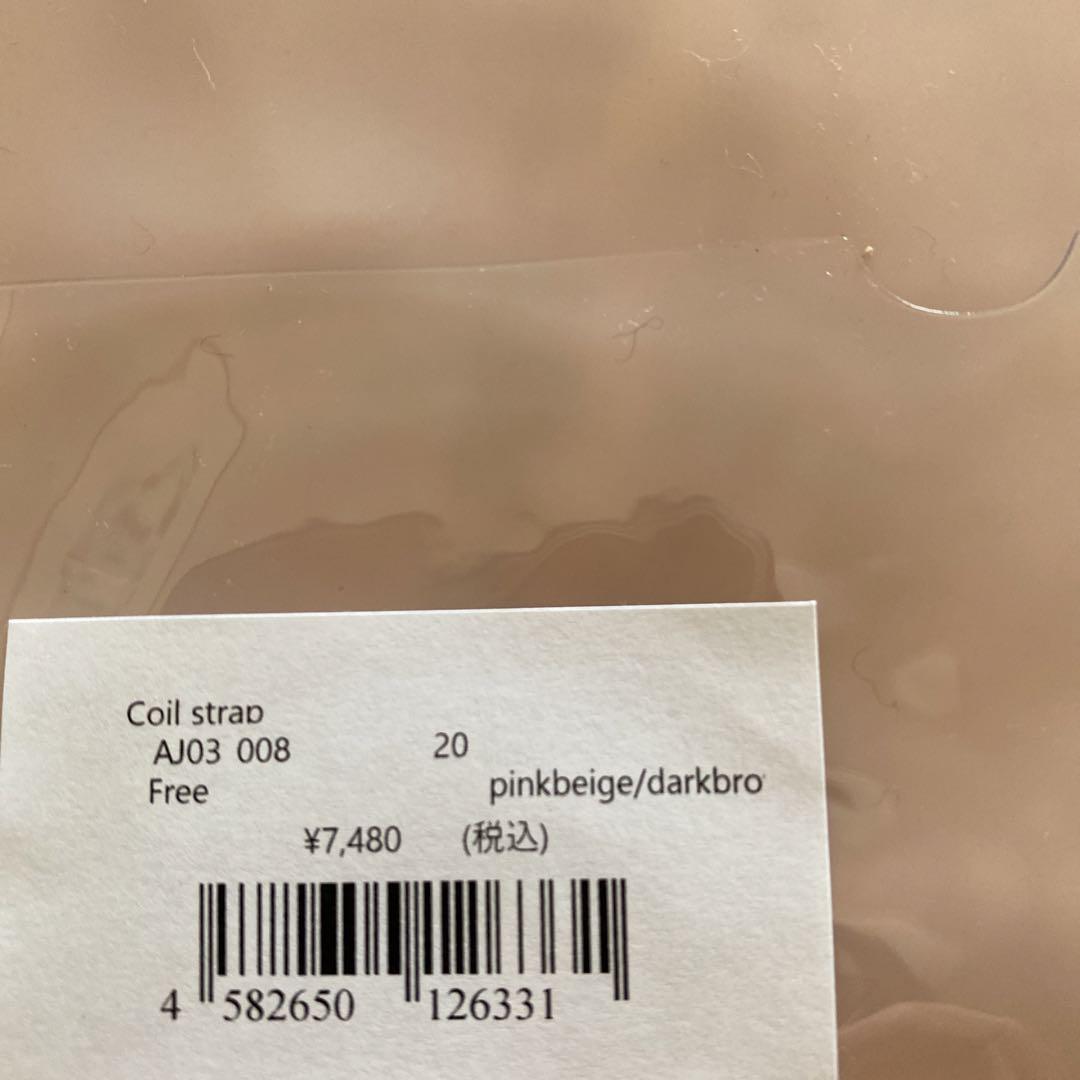 Coil strap
AJ03 008 20
Free pinkbeige/darkbro
¥7,480 (税込)
4 582650 126331